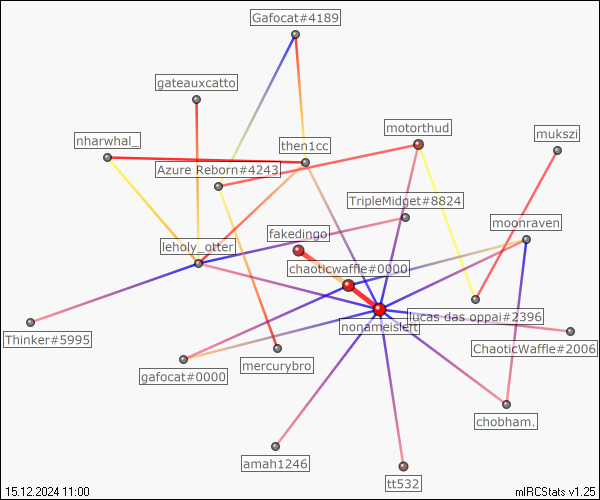 Gafocat#4189
gateauxcatto
motorthud
mukszi
nharwhal_
then1cc
Azure Reborn#4243
TripleMidget#8824
moonraven
fakedingo
leholy_otter
chaoticwaffle#0000
lucas das oppai#2396
nonameisleft
Thinker#5995
ChaoticWaffle#2006
mercurybro
gafocat#0000
chobham.
amah1246
tt532
15.12.2024 11:00
mIRCStats v1.25